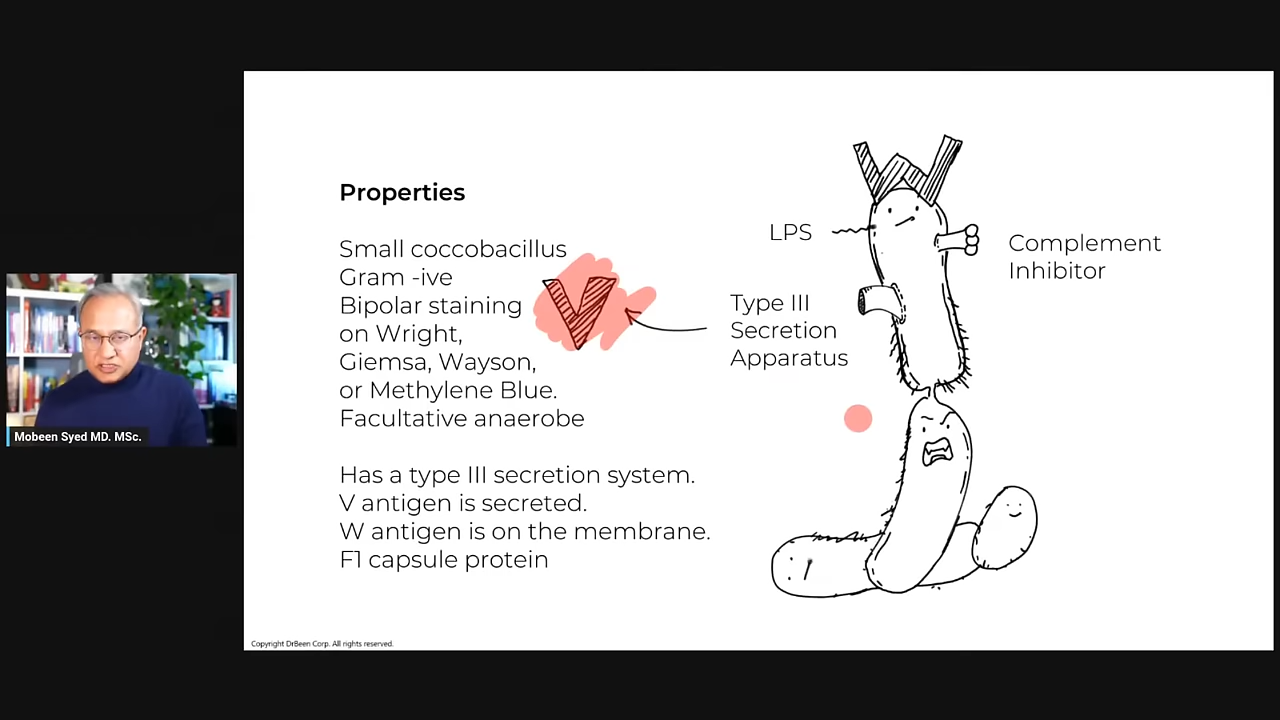 Properties
Small coccobacillus
Gram -ive
Bipolar staining
on Wright,
Giemsa, Wayson,
or Methylene Blue.
Facultative anaerobe
Has a type III secretion system.
V antigen is secreted.
W antigen is on the membrane.
F1 capsule protein
V
LPS
Type III
Secretion
Apparatus
W
Complement
Inhibitor
Mobeen Syed MD. MSc.
Copyright DrBeen Corp. All rights reserved.